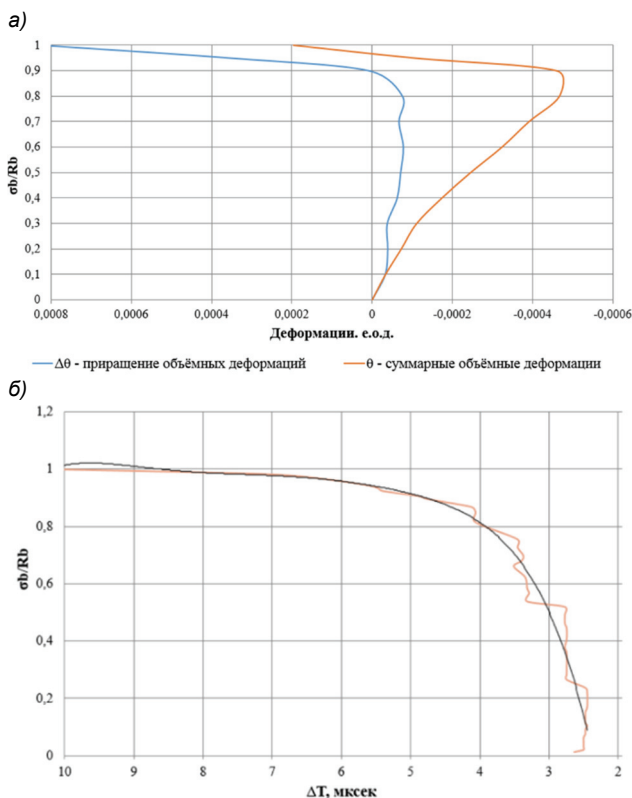 а)
1
0,9
0,8
0,7
0,6
0,5
0,4
0,3
0,2
0,1
0
σb/Rb
0,0008 0,0006 0,0004 0,0002 0 -0,0002 -0,0004 -0,0006
Деформации. е.о.д.
Δθ - приращение объёмных деформаций θ - суммарные объёмные деформации
б)
1,2
1
0,8
0,6
0,4
0,2
0
σb/Rb
10 9 8 7 6 5 4 3 2
ΔT, мксек